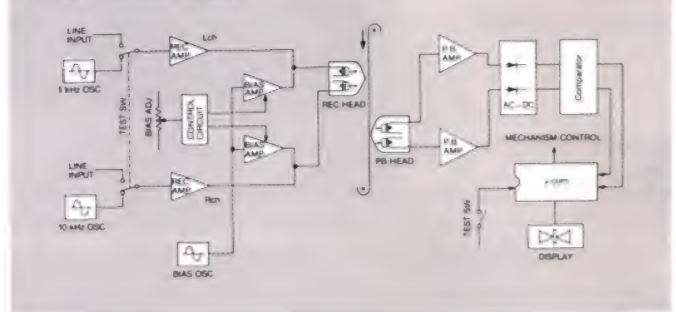 LINE
INPUT
1 kHz OSC
TEST SW
BIAS ADJ
REC
AMP
Lch
BIAS
AMP
CONTROL
CIRCUIT
BIAS
AMP
REC HEAD
LINE
INPUT
10 kHz OSC
REC
AMP
Rch
BIAS OSC
P.B.
AMP
PB HEAD
P.B.
AMP
AC→DC
Comparator
MECHANISM CONTROL
TEST SW
DISPLAY